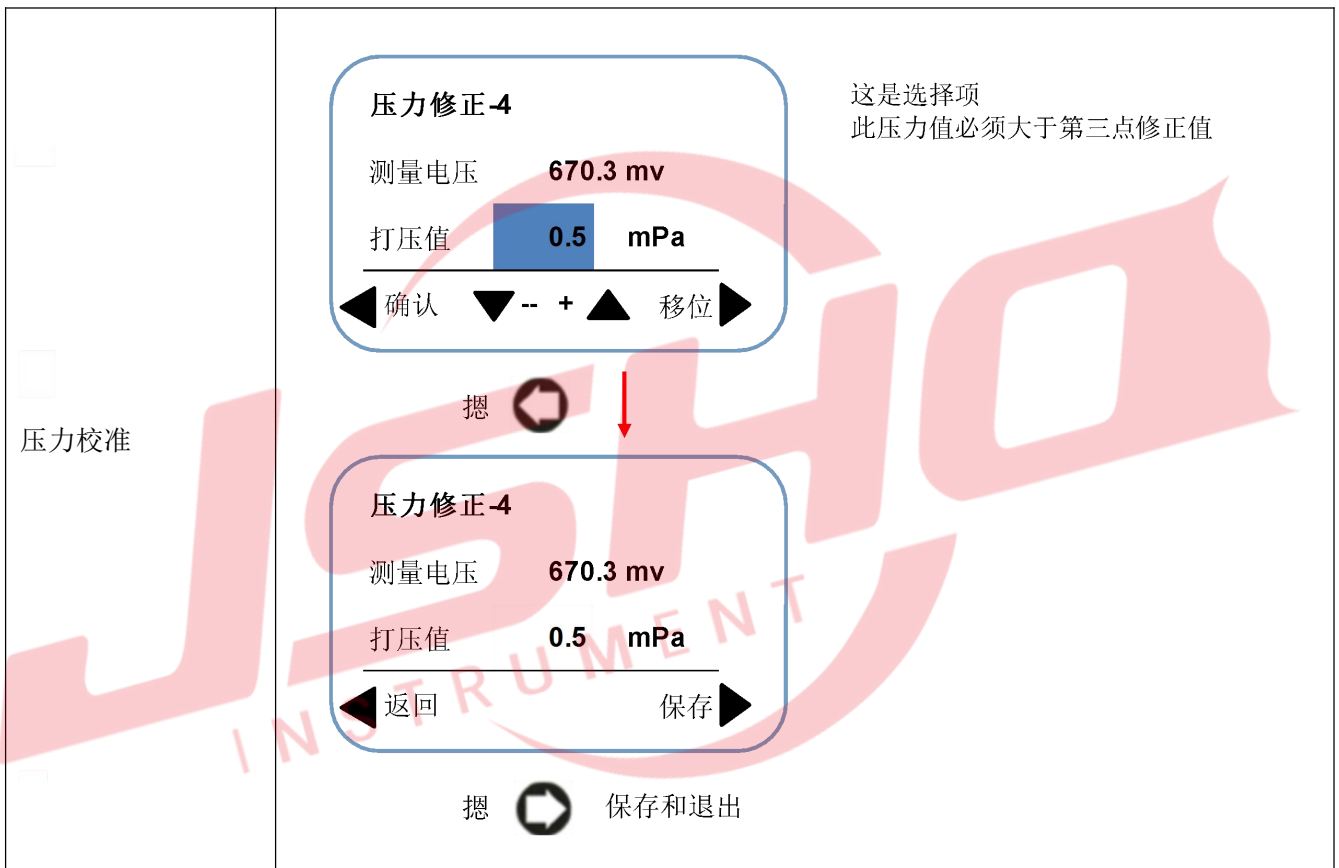 压力校准
压力修正-4
这是选择项
此压力值必须大于第三点修正值
测量电压 670.3 mv
打压值 0.5 mPa
确认 -- + 移位
摁
压力修正-4
测量电压 670.3 mv
打压值 0.5 mPa
返回 保存
摁 保存和退出
JSHO
INSTRUMENT